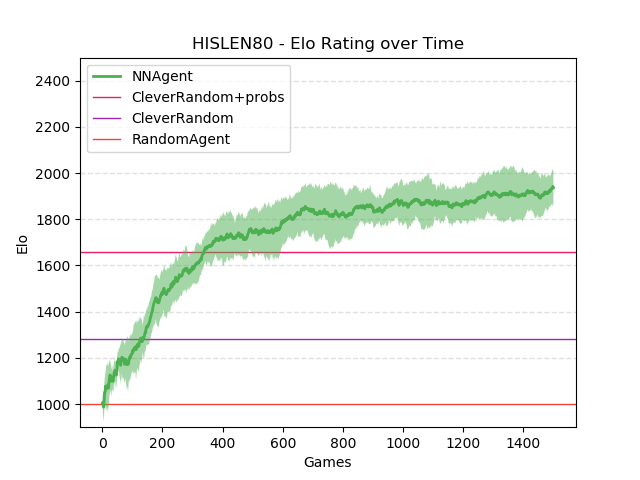 HISLEN80 - Elo Rating over Time
NNAgent
CleverRandom+probs
CleverRandom
RandomAgent
Elo
2400
2200
2000
1800
1600
1400
1200
1000
0 200 400 600 800 1000 1200 1400
Games